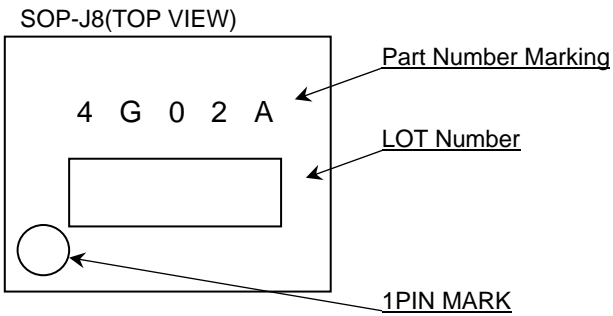 SOP-J8(TOP VIEW)
Part Number Marking
4 G 0 2 A
LOT Number
1PIN MARK